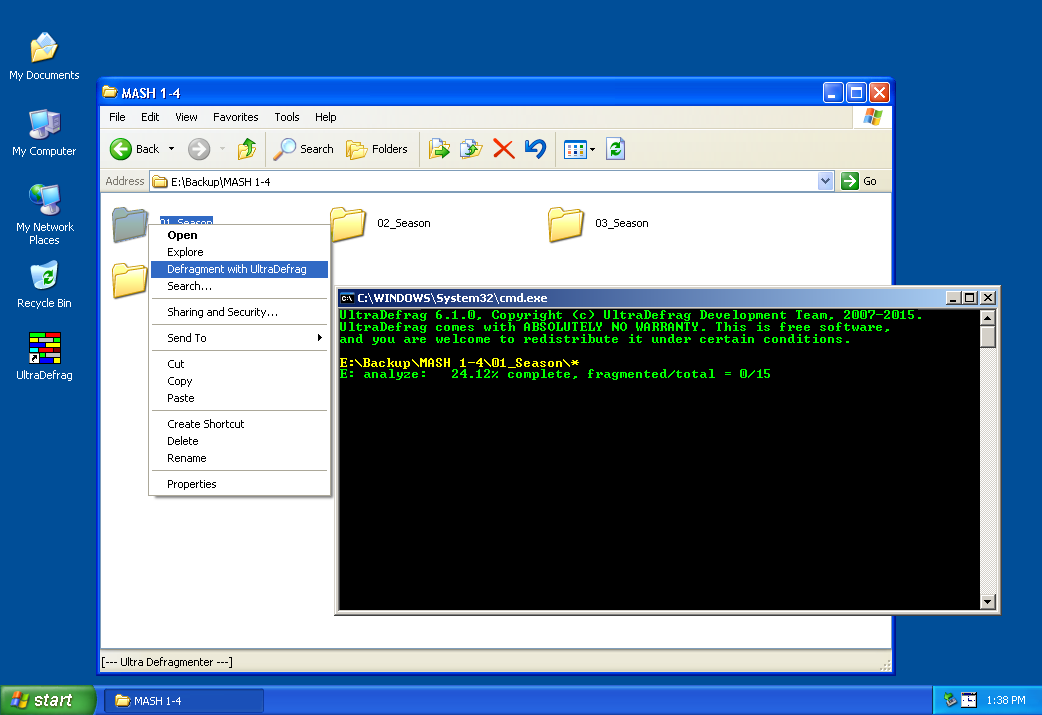 My Documents
My Computer
My Network
Places
Recycle Bin
UltraDefrag
MASH 1-4
File Edit View Favorites Tools Help
Back Search Folders
Address E:\Backup\MASH 1-4 Go
01_Season 02_Season 03_Season
Open
Explore
Defragment with UltraDefrag
Search...
Sharing and Security...
Send To
Cut
Copy
Paste
Create Shortcut
Delete
Rename
Properties
C:\WINDOWS\System32\cmd.exe
UltraDefrag 6.1.0, Copyright (c) UltraDefrag Development Team, 2007-2015.
UltraDefrag comes with ABSOLUTELY NO WARRANTY. This is free software,
and you are welcome to redistribute it under certain conditions.
E:\Backup\MASH 1-4\01_Season\*
E: analyze:   24.12% complete, fragmented/total = 0/15
[--- Ultra Defragmenter ---]
start MASH 1-4 1:38 PM